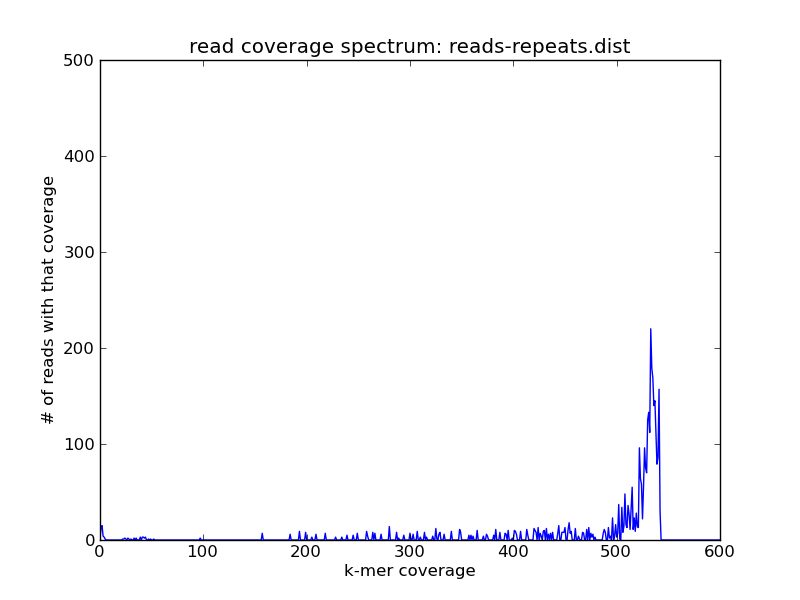 read coverage spectrum: reads-repeats.dist
500
400
300
200
100
0
# of reads with that coverage
0 100 200 300 400 500 600
k-mer coverage